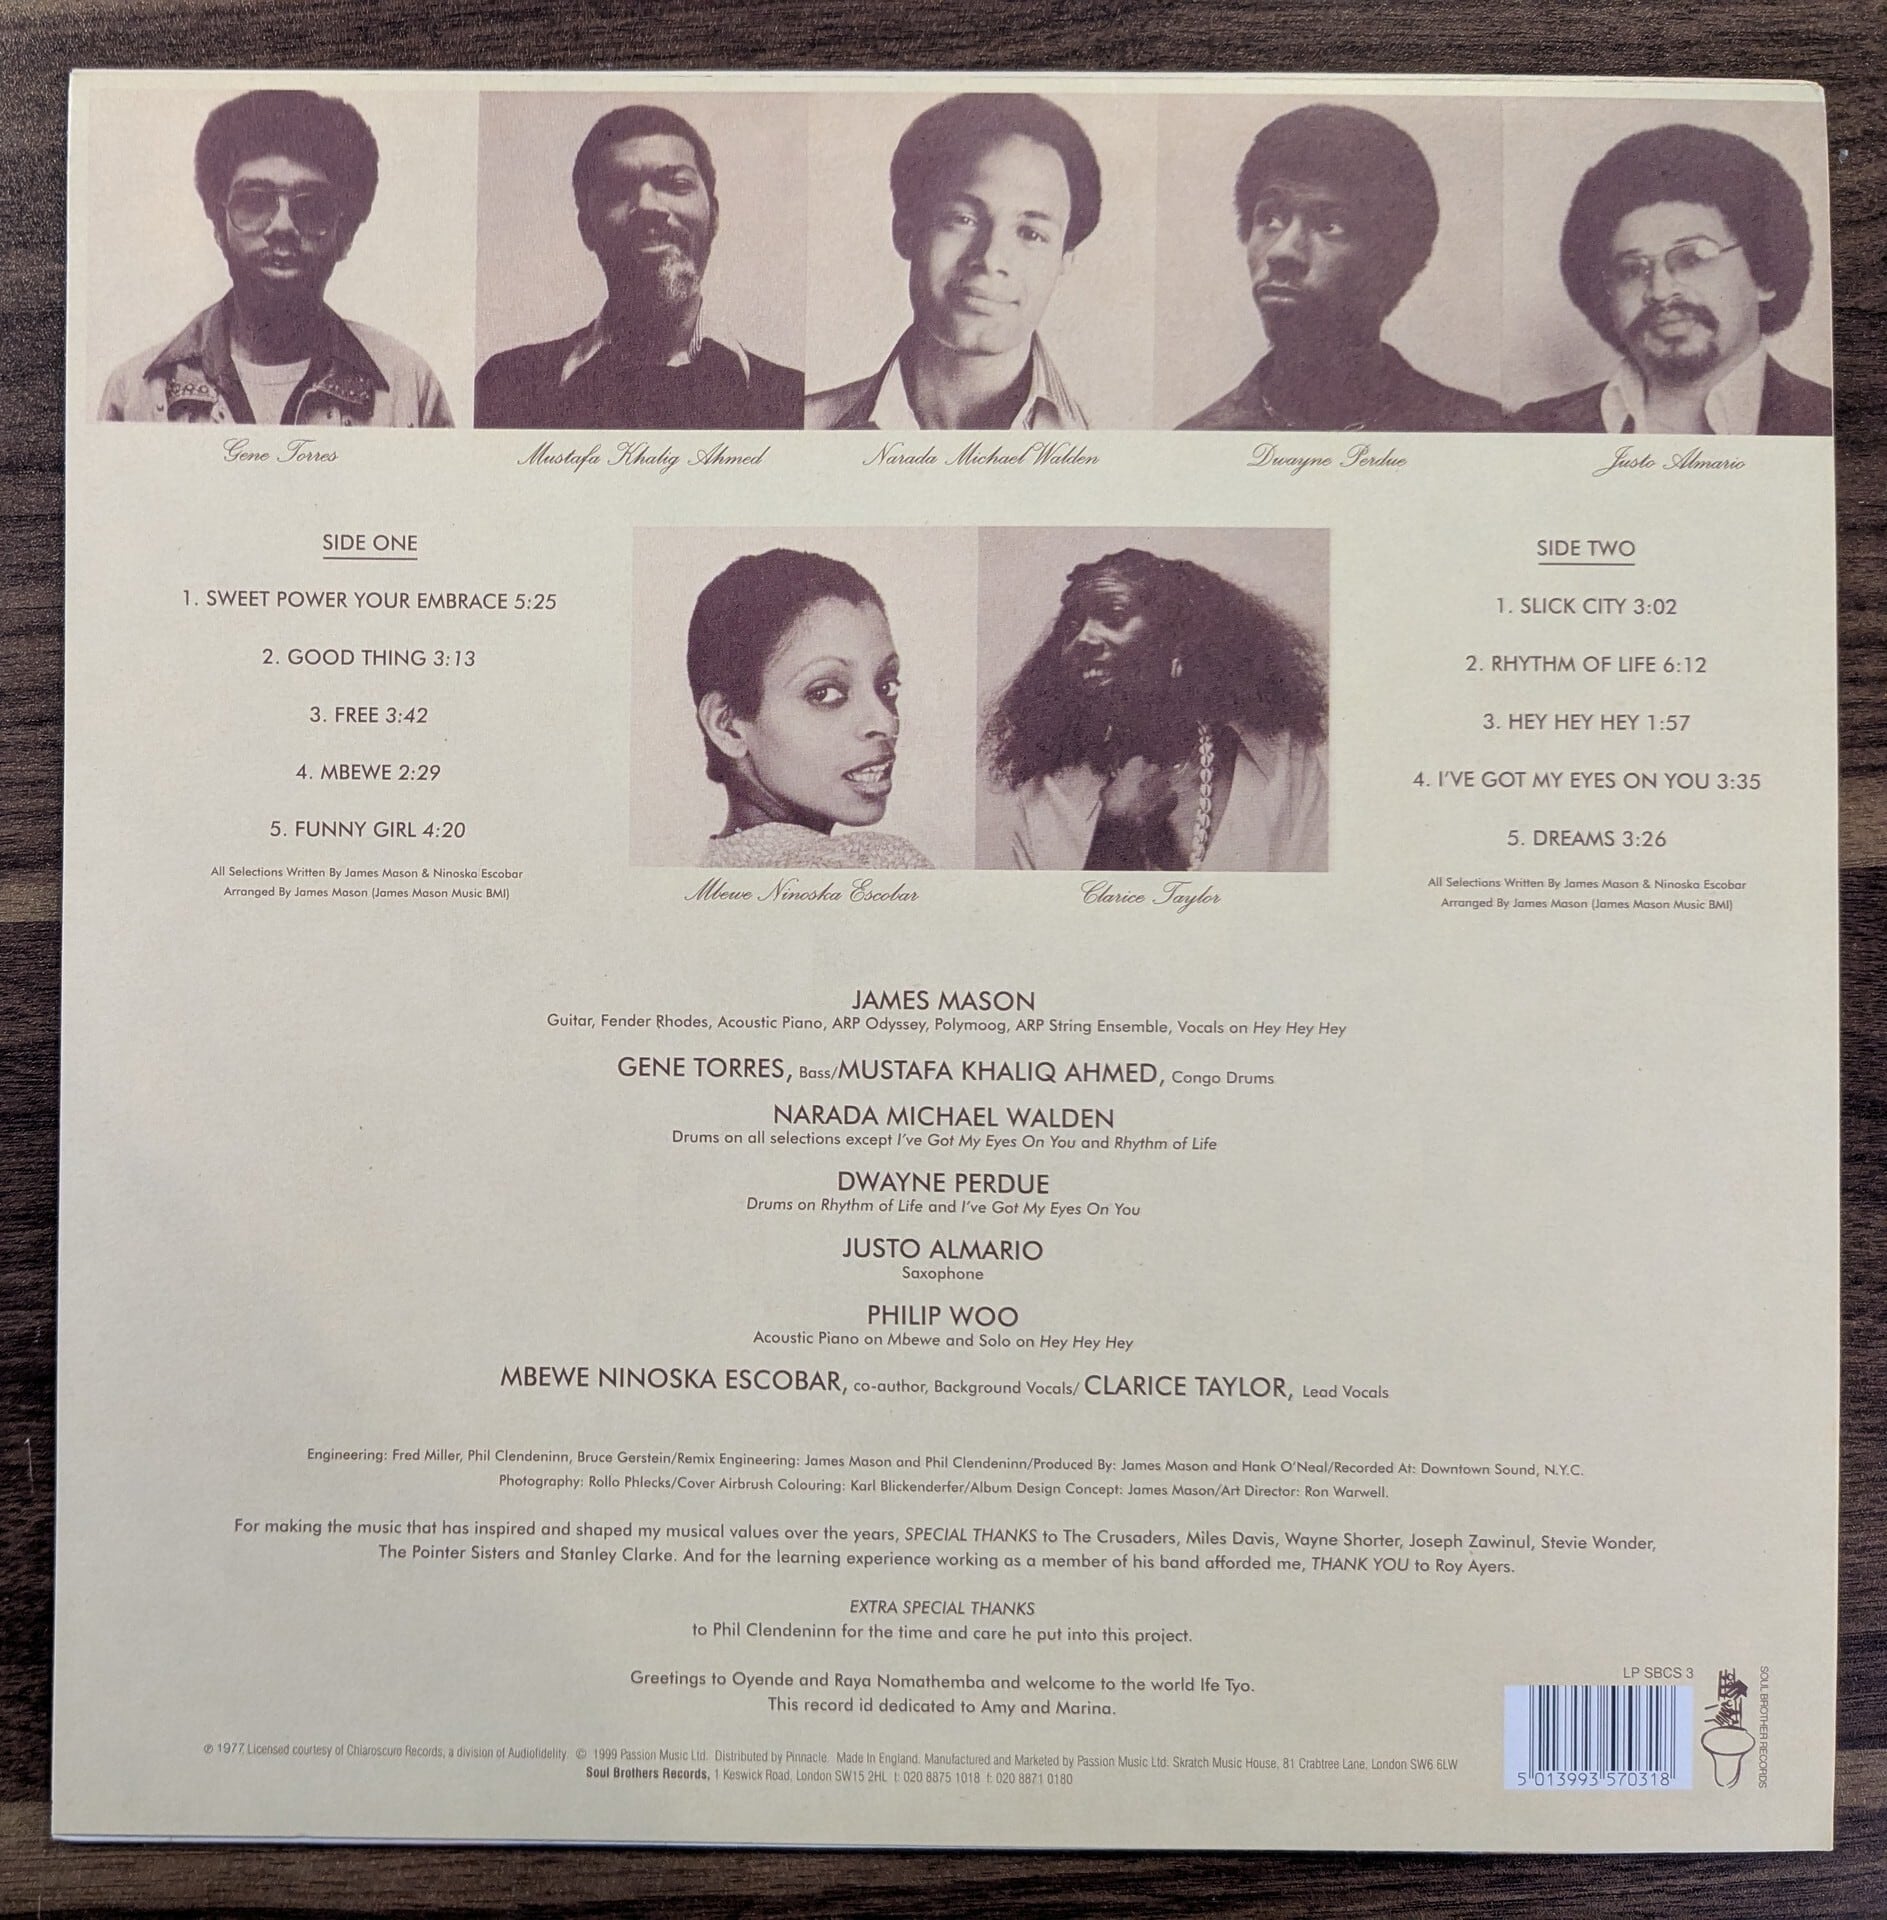 Gene Torres
Mustafa Khalig Ahmed
Narada Michael Walden
Dwayne Perdue
Justo Almario
SIDE ONE
1. SWEET POWER YOUR EMBRACE 5:25
2. GOOD THING 3:13
3. FREE 3:42
4. MBEWE 2:29
5. FUNNY GIRL 4:20
All Selections Written By James Mason & Ninoska Escobar
Arranged By James Mason (James Mason Music BMI)
Mbewe Ninoska Escobar
Clarice Taylor
SIDE TWO
1. SLICK CITY 3:02
2. RHYTHM OF LIFE 6:12
3. HEY HEY HEY 1:57
4. I'VE GOT MY EYES ON YOU 3:35
5. DREAMS 3:26
All Selections Written By James Mason & Ninoska Escobar
Arranged By James Mason (James Mason Music BMI)
JAMES MASON
Guitar, Fender Rhodes, Acoustic Piano, ARP Odyssey, Polymoog, ARP String Ensemble, Vocals on Hey Hey Hey
GENE TORRES, Bass/MUSTAFA KHALIQ AHMED, Congo Drums
NARADA MICHAEL WALDEN
Drums on all selections except I've Got My Eyes On You and Rhythm of Life
DWAYNE PERDUE
Drums on Rhythm of Life and I've Got My Eyes On You
JUSTO ALMARIO
Saxophone
PHILIP WOO
Acoustic Piano on Mbewe and Solo on Hey Hey Hey
MBEWE NINOSKA ESCOBAR, co-author, Background Vocals/ CLARICE TAYLOR, Lead Vocals
Engineering: Fred Miller, Phil Clendeninn, Bruce Gerstein/Remix Engineering: James Mason and Phil Clendeninn/Produced By: James Mason and Hank O'Neal/Recorded At: Downtown Sound, N.Y.C.
Photography: Rollo Phlecks/Cover Airbrush Colouring: Karl Blickenderfer/Album Design Concept: James Mason/Art Director: Ron Warwell.
For making the music that has inspired and shaped my musical values over the years, SPECIAL THANKS to The Crusaders, Miles Davis, Wayne Shorter, Joseph Zawinul, Stevie Wonder,
The Pointer Sisters and Stanley Clarke. And for the learning experience working as a member of his band afforded me, THANK YOU to Roy Ayers.
EXTRA SPECIAL THANKS
to Phil Clendeninn for the time and care he put into this project.
Greetings to Oyende and Raya Nomathemba and welcome to the world Ife Tyo.
This record id dedicated to Amy and Marina.
℗ 1977 Licensed courtesy of Chiaroscuro Records, a division of Audiofidelity. © 1999 Passion Music Ltd. Distributed by Pinnacle. Made In England. Manufactured and Marketed by Passion Music Ltd. Skratch Music House, 81 Crabtree Lane, London SW6 6LW
Soul Brothers Records, 1 Keswick Road, London SW15 2HL t: 020 8875 1018 f: 020 8871 0180
LP SBCS 3
5 013993 570318
SOUL BROTHER RECORDS